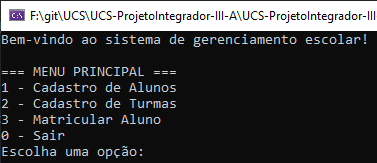 F:\git\UCS\UCS-ProjetoIntegrador-III-A\UCS-ProjetoIntegrador-III
Bem-vindo ao sistema de gerenciamento escolar!
=== MENU PRINCIPAL ===
1 - Cadastro de Alunos
2 - Cadastro de Turmas
3 - Matricular Aluno
0 - Sair
Escolha uma opção: